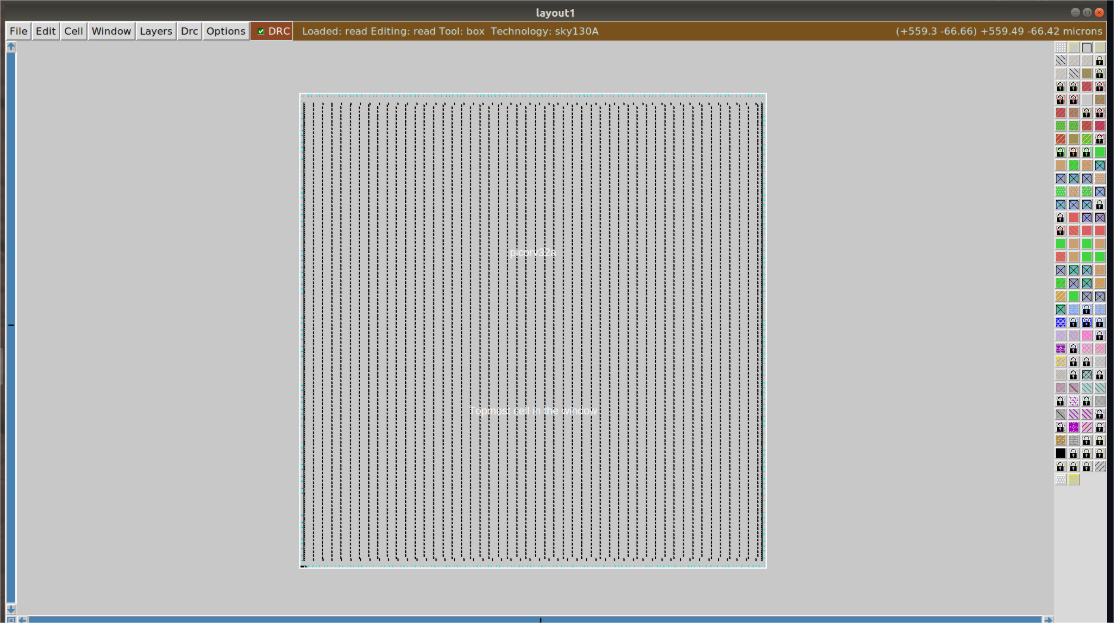 layout1
File Edit Cell Window Layers Drc Options DRC Loaded: read Editing: read Tool: box Technology: sky130A (+559.3 -66.66) +559.49 -66.42 microns
picorv32a
Topmost cell in the window